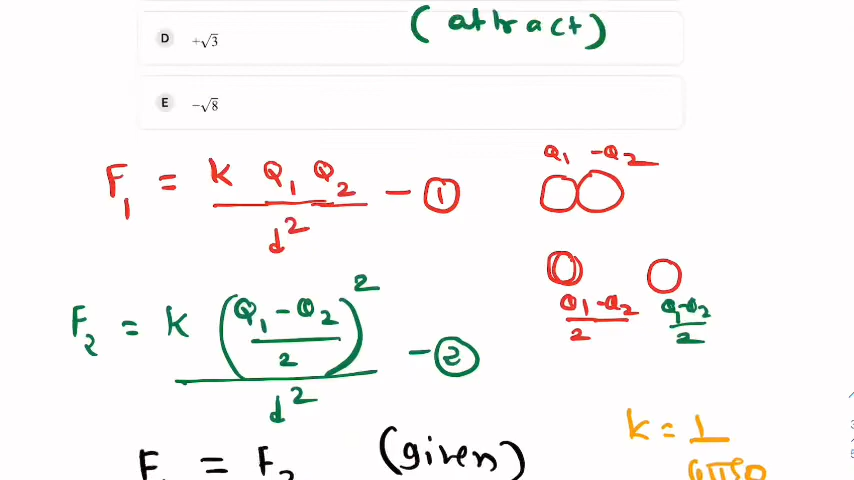 D +√3
(attract)
E −√8
F₁ = k Q₁ Q₂ / d² − ①
Q₁ −Q₂
F₂ = k ((Q₁ − Q₂)/2)² / d² − ②
(Q₁−Q₂)/2 (Q₁−Q₂)/2
F₁ = F₂ (given)
k = 1